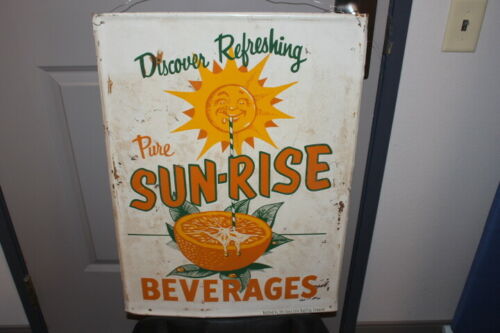 Discover Refreshing
Pure
SUN-RISE
BEVERAGES